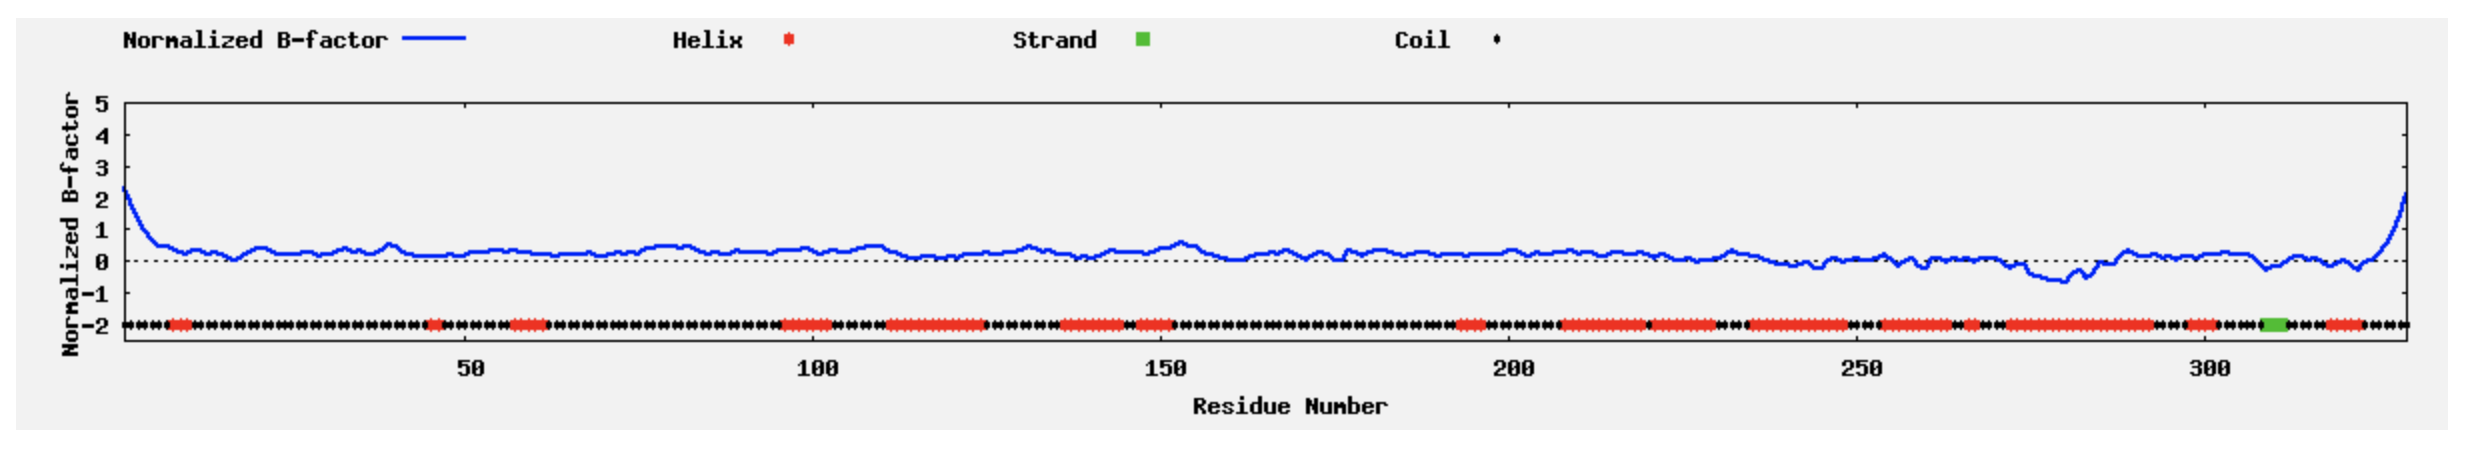 Normalized B-factor Helix Strand Coil
Normalized B-factor
5
4
3
2
1
0
-1
-2
50 100 150 200 250 300
Residue Number